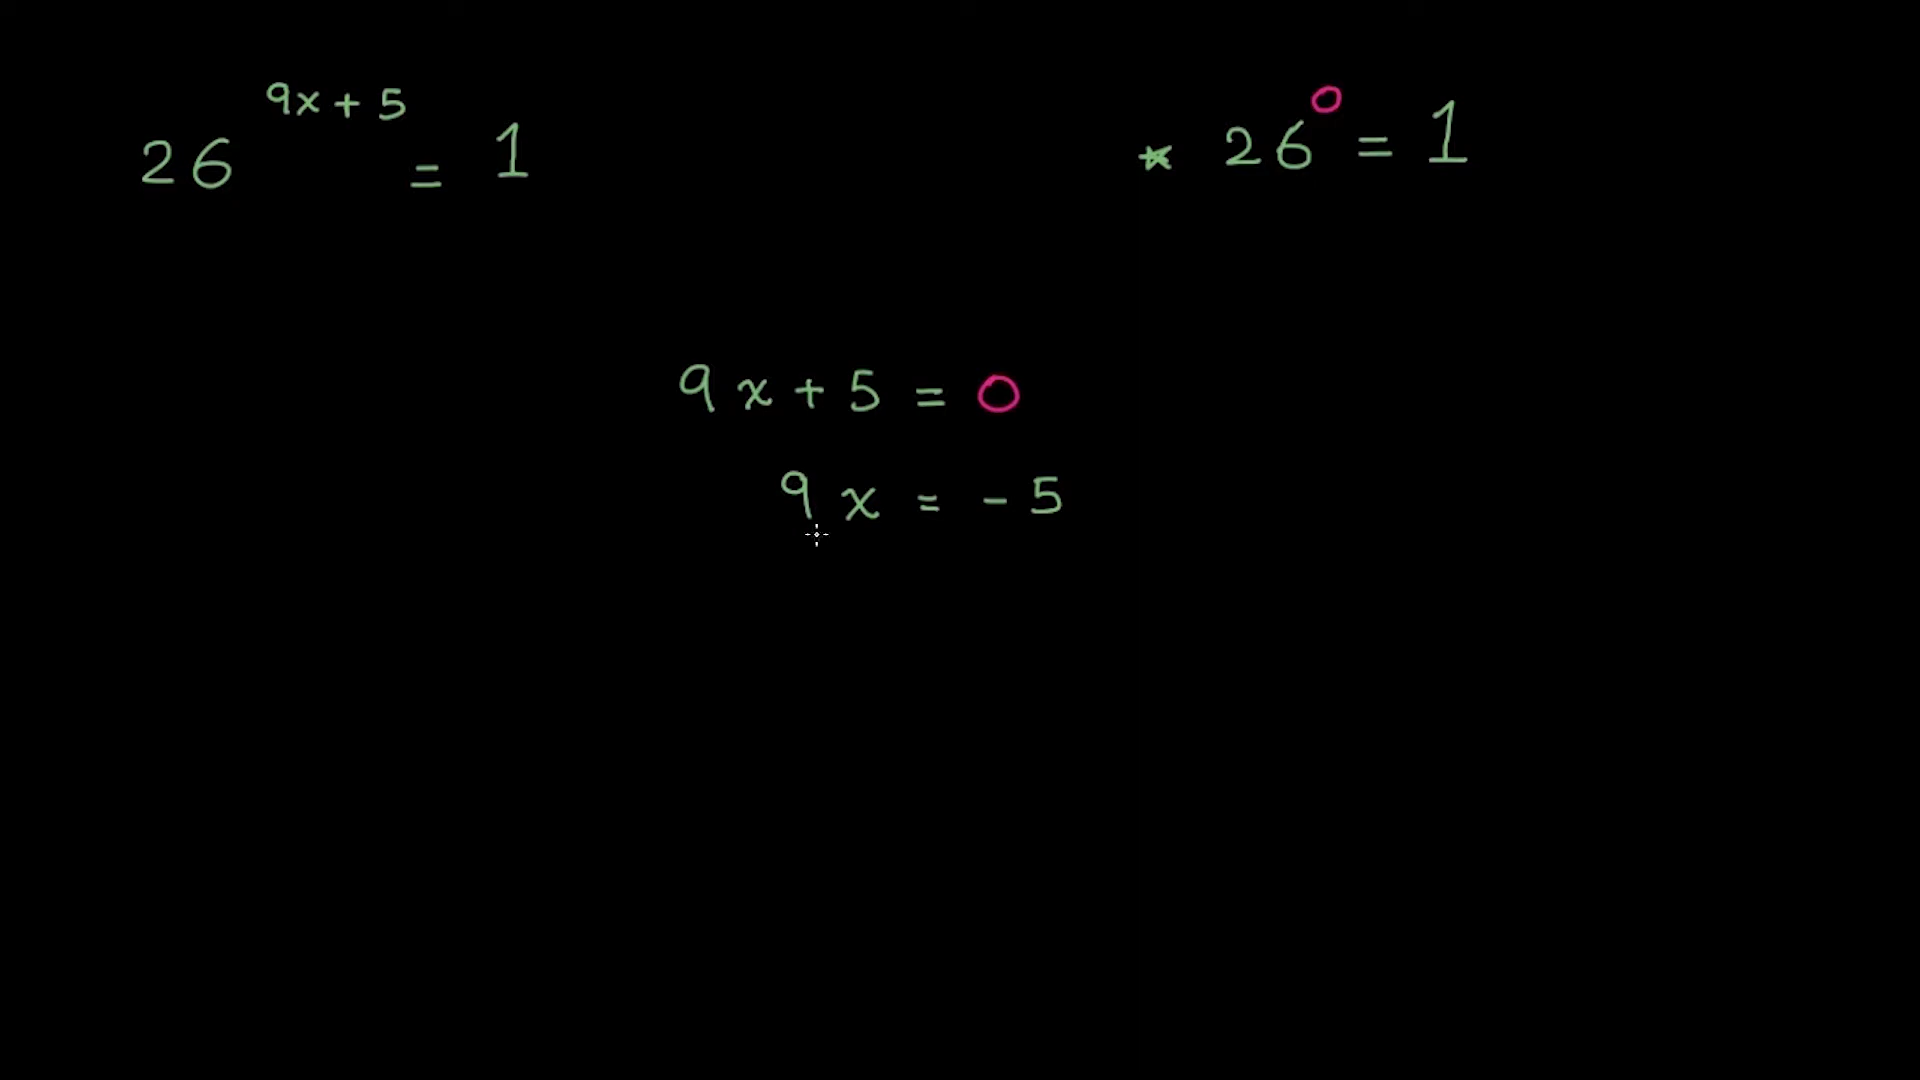 26^(9x + 5) = 1
* 26^0 = 1
9x + 5 = 0
9x = - 5